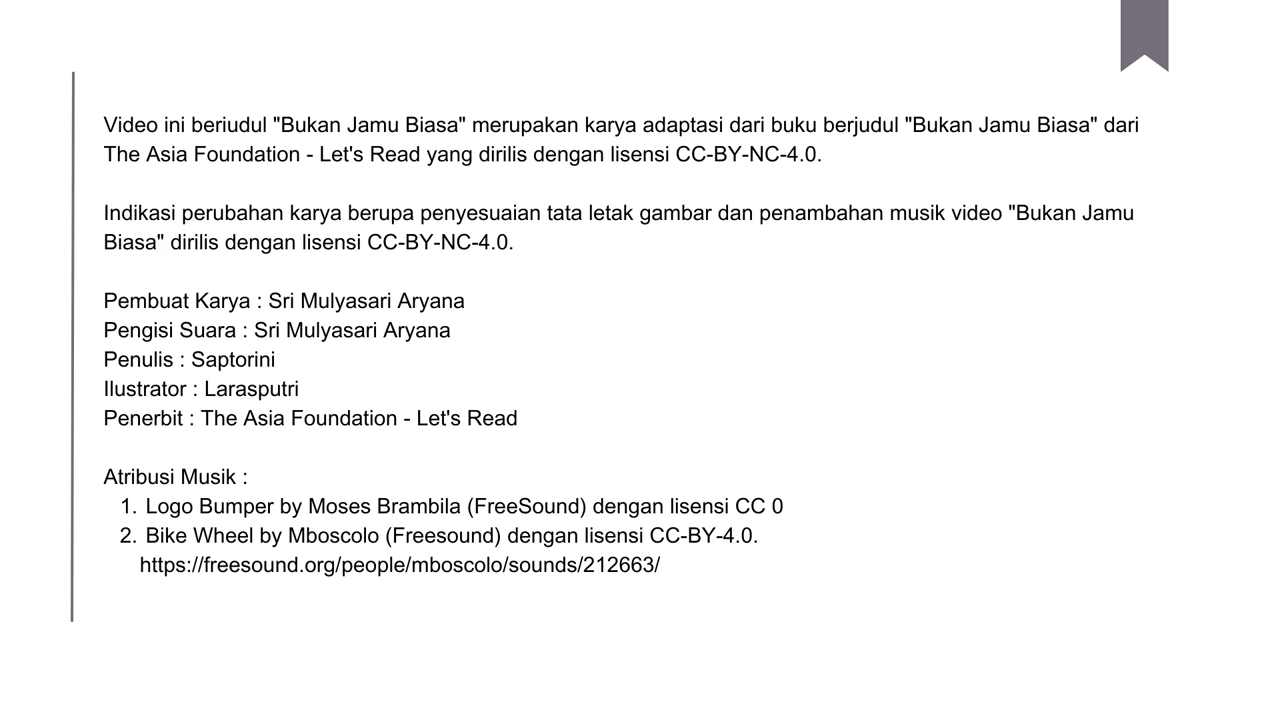 Video ini beriudul "Bukan Jamu Biasa" merupakan karya adaptasi dari buku berjudul "Bukan Jamu Biasa" dari
The Asia Foundation - Let's Read yang dirilis dengan lisensi CC-BY-NC-4.0.
Indikasi perubahan karya berupa penyesuaian tata letak gambar dan penambahan musik video "Bukan Jamu
Biasa" dirilis dengan lisensi CC-BY-NC-4.0.
Pembuat Karya : Sri Mulyasari Aryana
Pengisi Suara : Sri Mulyasari Aryana
Penulis : Saptorini
Ilustrator : Larasputri
Penerbit : The Asia Foundation - Let's Read
Atribusi Musik :
1. Logo Bumper by Moses Brambila (FreeSound) dengan lisensi CC 0
2. Bike Wheel by Mboscolo (Freesound) dengan lisensi CC-BY-4.0.
https://freesound.org/people/mboscolo/sounds/212663/